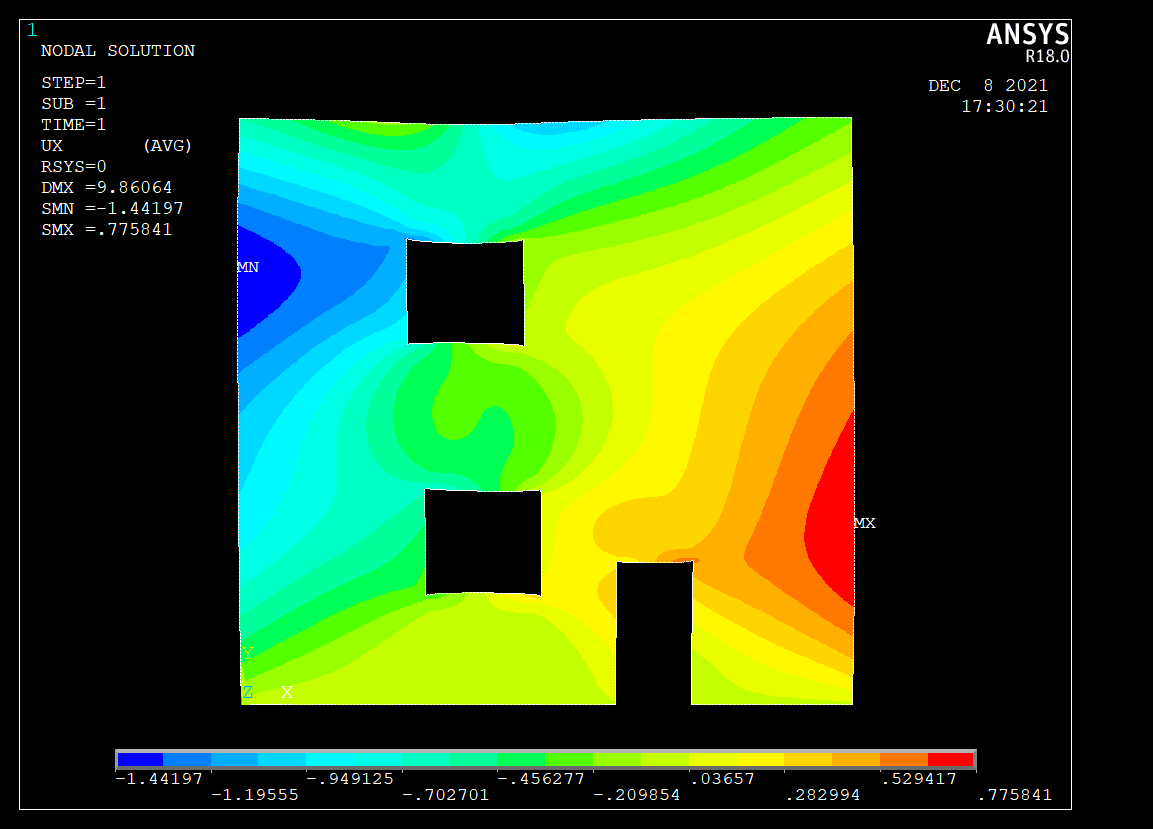 1
ANSYS
R18.0
NODAL SOLUTION
STEP=1
SUB =1
TIME=1
UX (AVG)
RSYS=0
DMX =9.86064
SMN =-1.44197
SMX =.775841
DEC 8 2021
17:30:21
MN
MX
Y
Z X
-1.44197 -.949125 -.456277 .03657 .529417
-1.19555 -.702701 -.209854 .282994 .775841